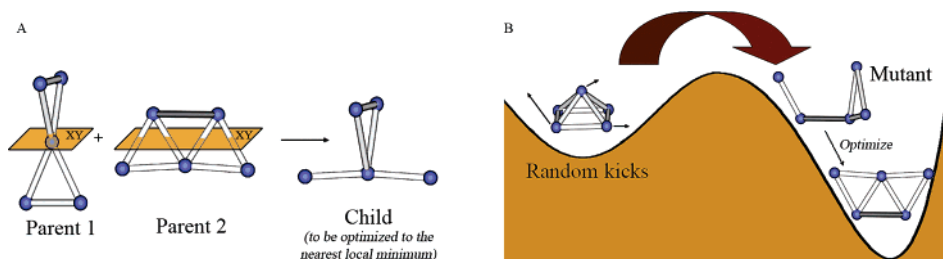 A
XY
+
XY
Parent 1
Parent 2
Child
(to be optimized to the
nearest local minimum)
B
Mutant
Optimize
Random kicks